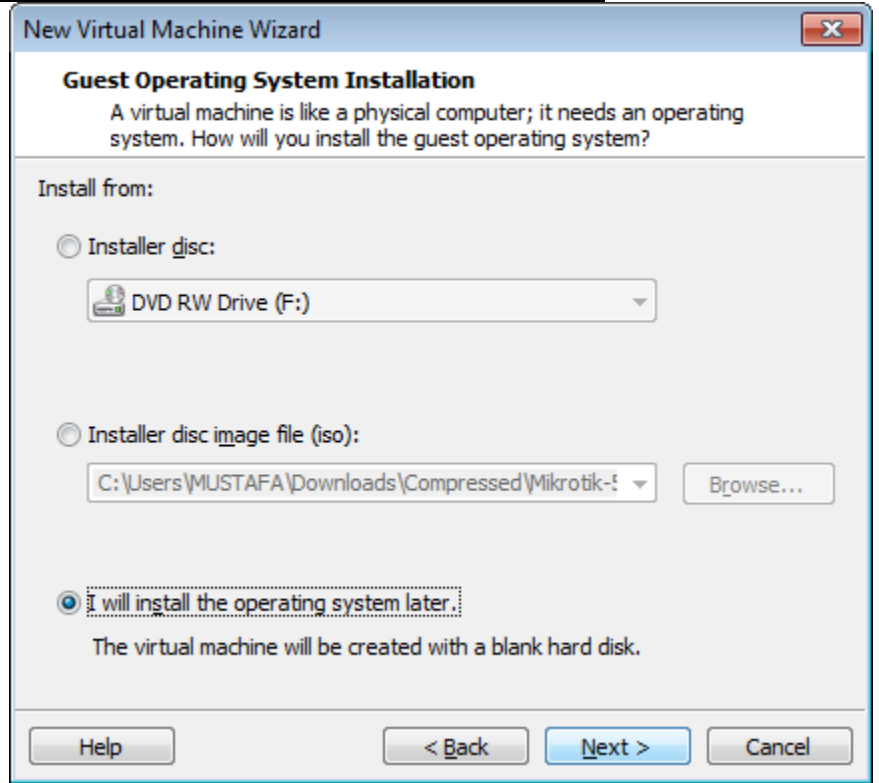 New Virtual Machine Wizard
Guest Operating System Installation
A virtual machine is like a physical computer; it needs an operating
system. How will you install the guest operating system?
Install from:
Installer disc:
DVD RW Drive (F:)
Installer disc image file (iso):
C:\Users\MUSTAFA\Downloads\Compressed\Mikrotik-5
Browse...
I will install the operating system later.
The virtual machine will be created with a blank hard disk.
Help
< Back
Next >
Cancel